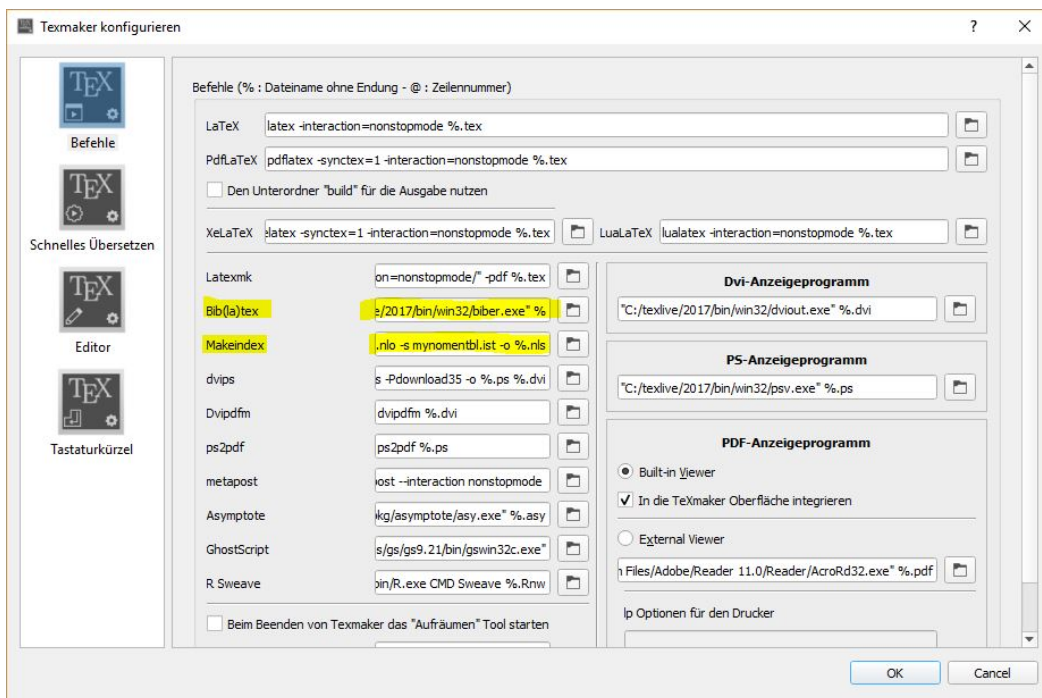 Texmaker konfigurieren
?
TEX
Befehle
TEX
Schnelles Übersetzen
TEX
Editor
TEX
Tastaturkürzel
Befehle (% : Dateiname ohne Endung - @ : Zeilennummer)
LaTeX latex -interaction=nonstopmode %.tex
PdfLaTeX pdflatex -synctex=1 -interaction=nonstopmode %.tex
Den Unterordner "build" für die Ausgabe nutzen
XeLaTeX elatex -synctex=1 -interaction=nonstopmode %.tex LuaLaTeX lualatex -interaction=nonstopmode %.tex
Latexmk on=nonstopmode/" -pdf %.tex
Bib(la)tex e/2017/bin/win32/biber.exe" %
Makeindex .nlo -s mynomentbl.ist -o %.nls
dvips s -Pdownload35 -o %.ps %.dvi
Dvipdfm dvipdfm %.dvi
ps2pdf ps2pdf %.ps
metapost ost --interaction nonstopmode
Asymptote kg/asymptote/asy.exe" %.asy
GhostScript s/gs/gs9.21/bin/gswin32c.exe"
R Sweave bin/R.exe CMD Sweave %.Rnw
Beim Beenden von Texmaker das "Aufräumen" Tool starten
Dvi-Anzeigeprogramm
"C:/texlive/2017/bin/win32/dviout.exe" %.dvi
PS-Anzeigeprogramm
"C:/texlive/2017/bin/win32/psv.exe" %.ps
PDF-Anzeigeprogramm
Built-in Viewer
In die TeXmaker Oberfläche integrieren
External Viewer
n Files/Adobe/Reader 11.0/Reader/AcroRd32.exe" %.pdf
lp Optionen für den Drucker
OK
Cancel